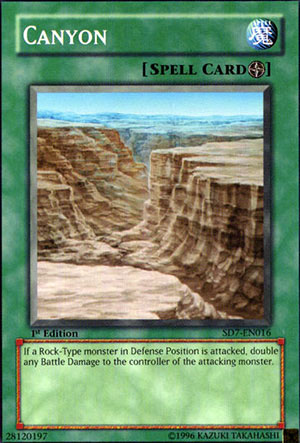 CANYON
魔
[SPELL CARD]
1st Edition
SD7-EN016
If a Rock-Type monster in Defense Position is attacked, double
any Battle Damage to the controller of the attacking monster.
28120197
©1996 KAZUKI TAKAHASHI